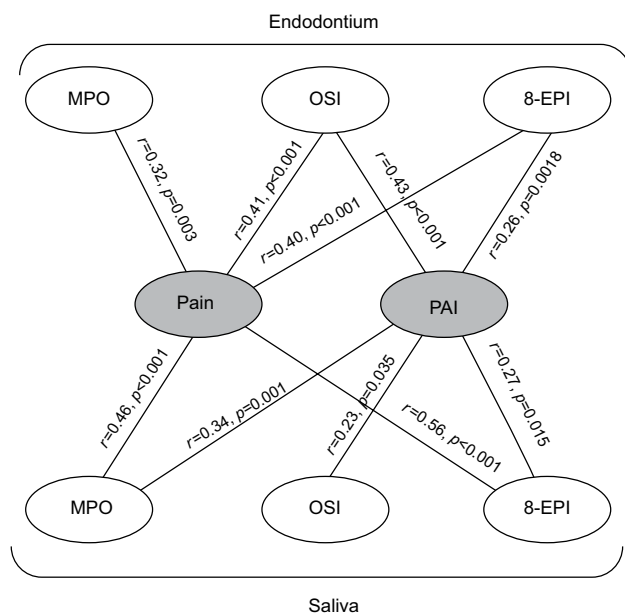 Endodontium
MPO
OSI
8-EPI
r=0.32, p=0.003
r=0.41, p<0.001
r=0.40, p<0.001
r=0.43, p<0.001
r=0.26, p=0.0018
Pain
PAI
r=0.46, p<0.001
r=0.34, p=0.001
r=0.23, p=0.035
r=0.56, p<0.001
r=0.27, p=0.015
MPO
OSI
8-EPI
Saliva